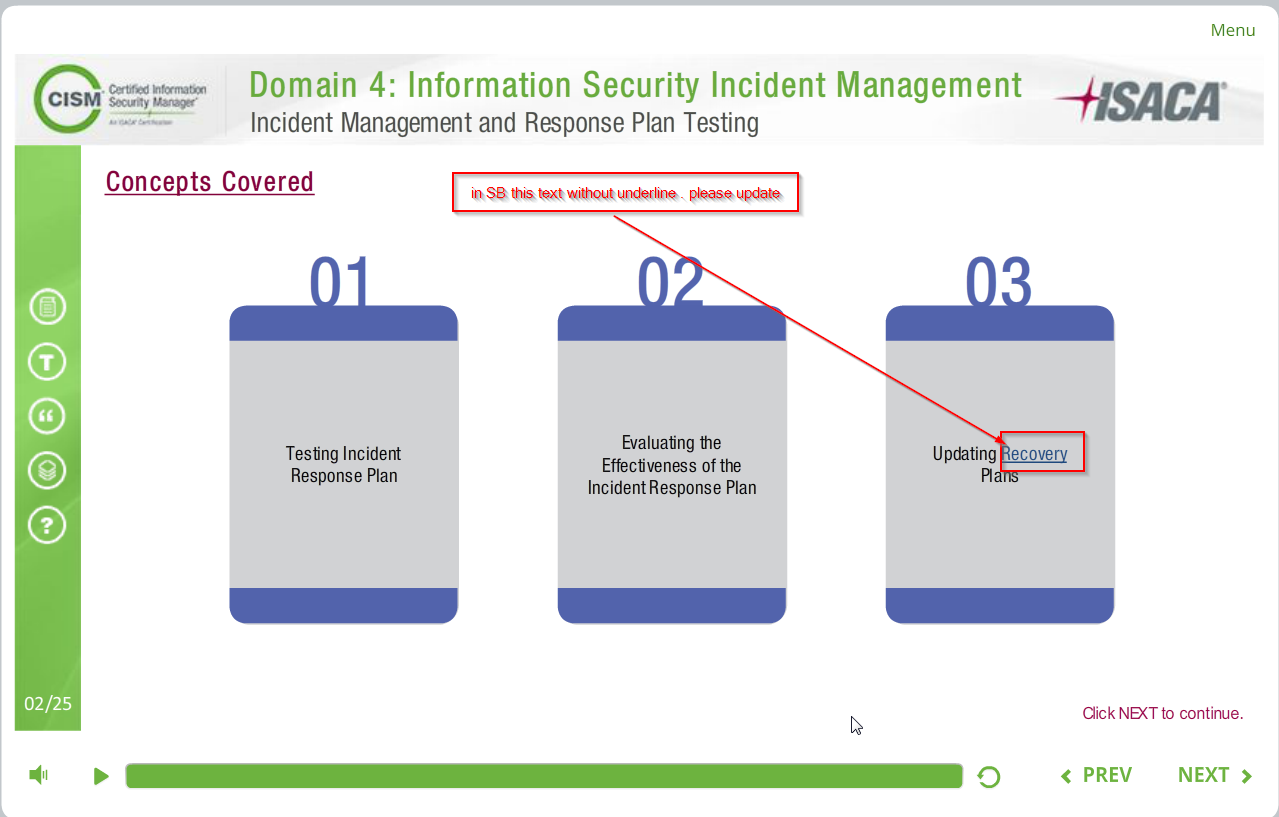 Menu
CISM
Certified Information
Security Manager®
An ISACA® Certification
Domain 4: Information Security Incident Management
Incident Management and Response Plan Testing
ISACA®
Concepts Covered
in SB this text without underline . please update
01
02
03
Testing Incident
Response Plan
Evaluating the
Effectiveness of the
Incident Response Plan
Updating Recovery
Plans
T
“
?
02/25
Click NEXT to continue.
PREV
NEXT